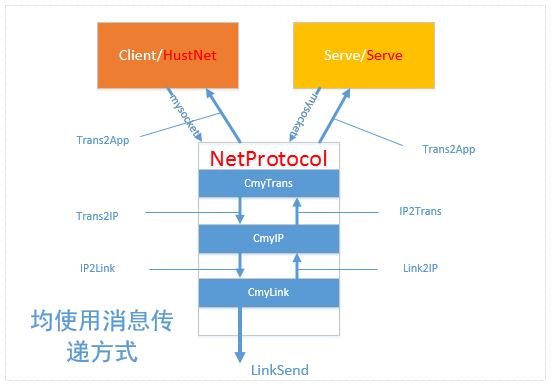 Client/HustNet
Serve/Serve
mysocket
mysocket
Trans2App
Trans2App
NetProtocol
CmyTrans
Trans2IP
IP2Trans
CmyIP
IP2Link
Link2IP
CmyLink
均使用消息传
递方式
LinkSend